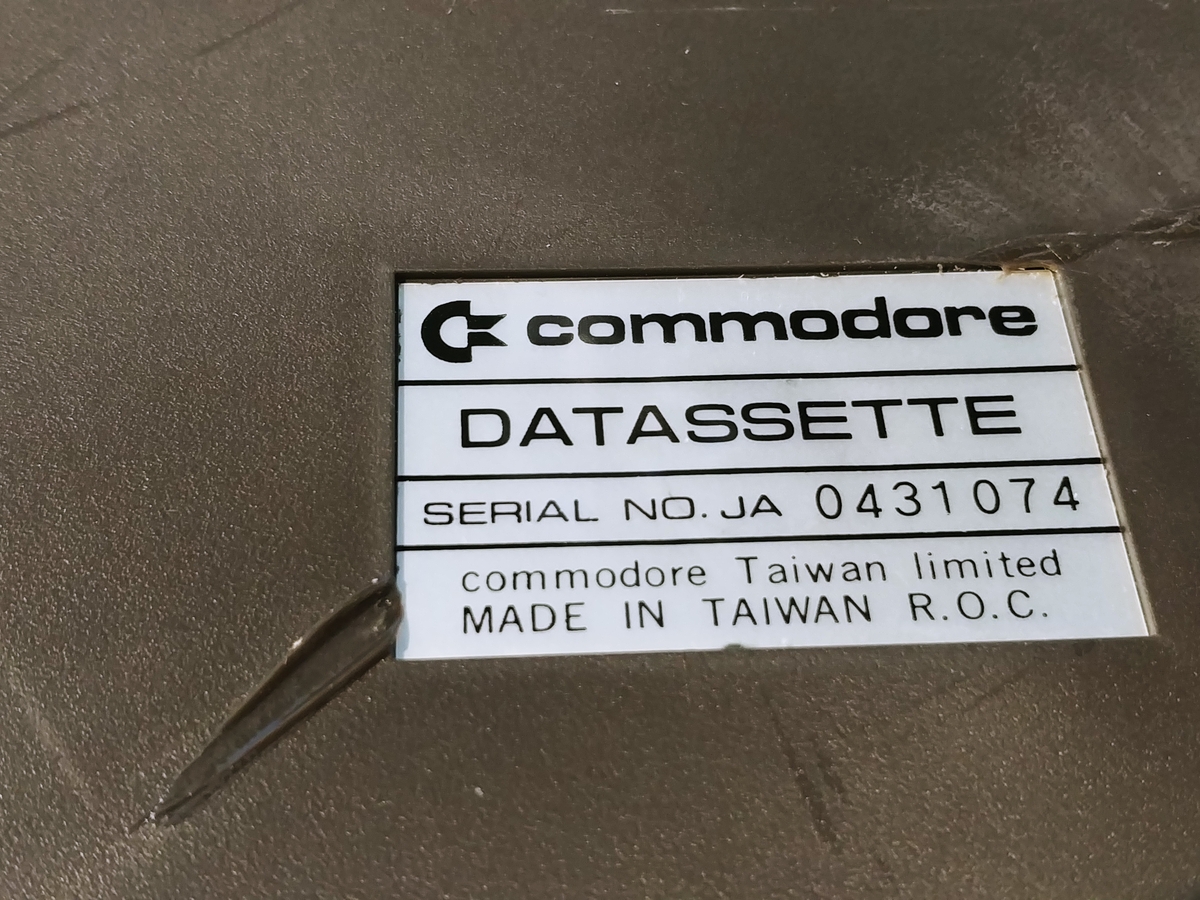 commodore
DATASSETTE
SERIAL NO. JA 0431074
commodore Taiwan limited
MADE IN TAIWAN R.O.C.